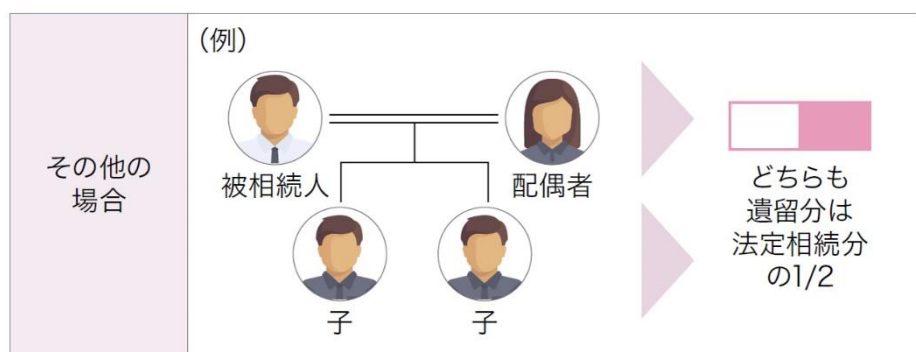 その他の
場合
(例)
被相続人
配偶者
子
子
どちらも
遺留分は
法定相続分
の1/2